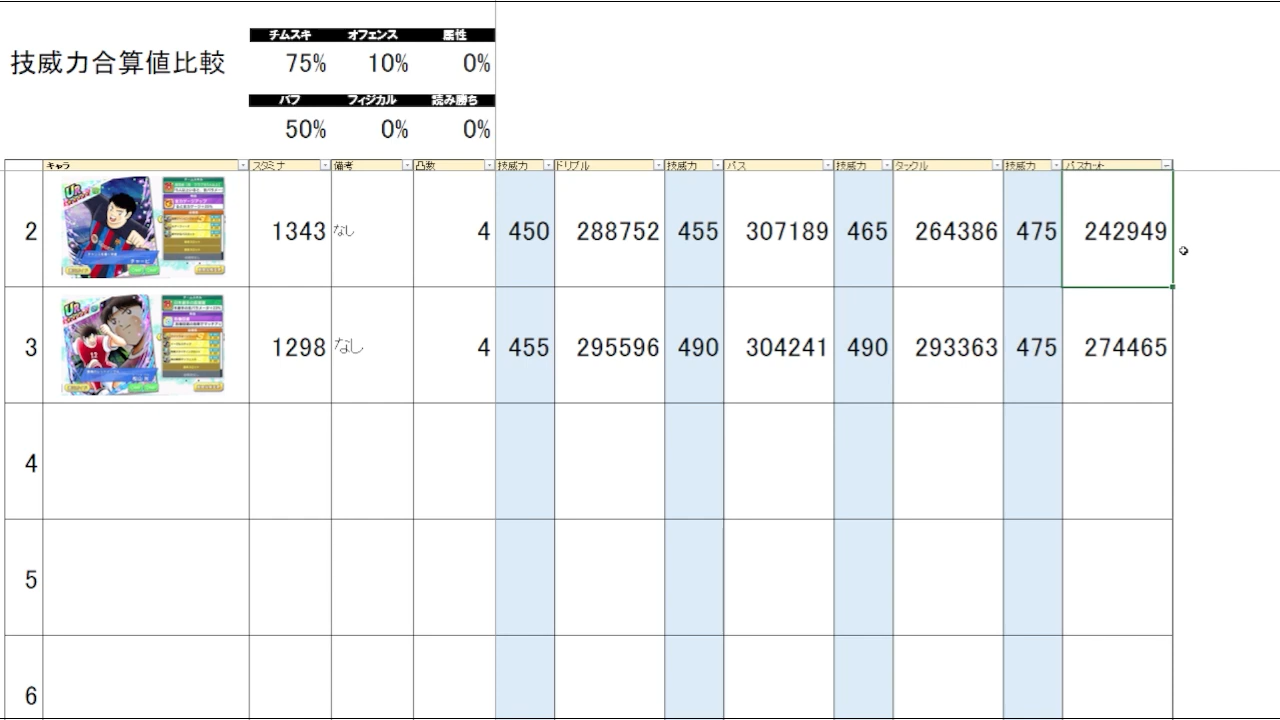 チムスキ オフェンス 属性
技威力合算値比較 75% 10% 0%
バフ フィジカル 読み勝ち
50% 0% 0%
キャラ スタミナ 備考 凸数 技威力 ドリブル 技威力 パス 技威力 タックル 技威力 パスカット
2 1343 なし 4 450 288752 455 307189 465 264386 475 242949
UR
3 1298 なし 4 455 295596 490 304241 490 293363 475 274465
UR
4
5
6